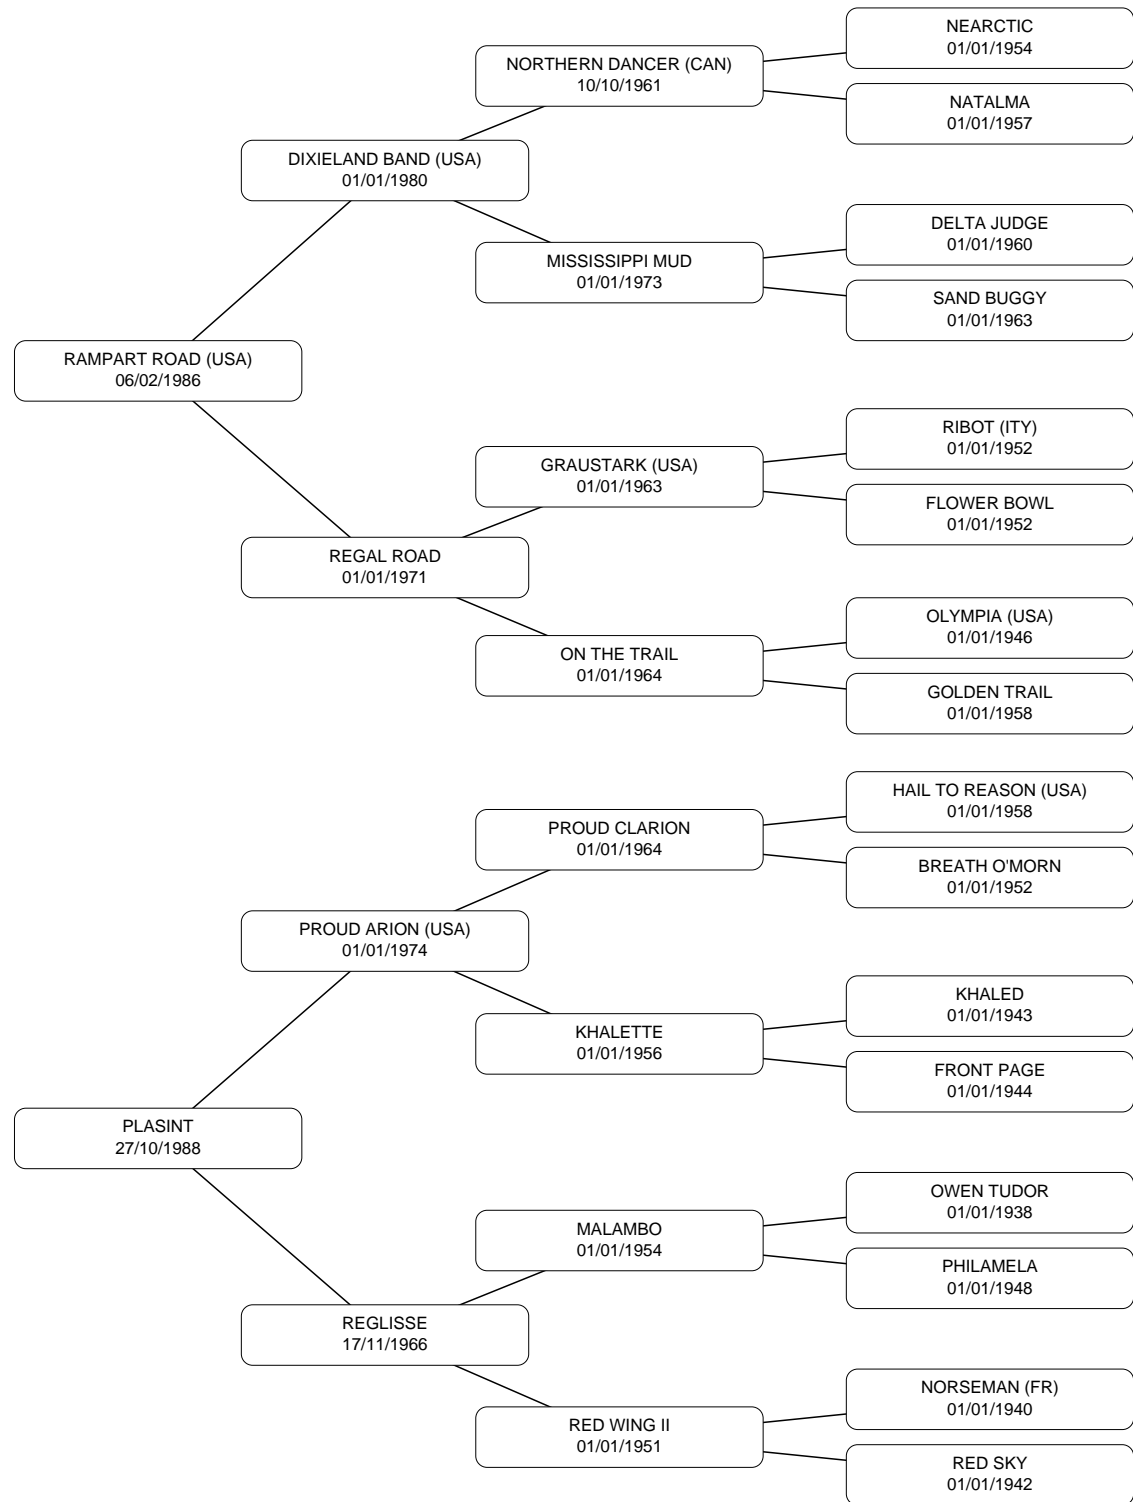 NEARCTIC
01/01/1954
NORTHERN DANCER (CAN)
10/10/1961
NATALMA
01/01/1957
DIXIELAND BAND (USA)
01/01/1980
DELTA JUDGE
01/01/1960
MISSISSIPPI MUD
01/01/1973
SAND BUGGY
01/01/1963
RAMPART ROAD (USA)
06/02/1986
RIBOT (ITY)
01/01/1952
GRAUSTARK (USA)
01/01/1963
FLOWER BOWL
01/01/1952
REGAL ROAD
01/01/1971
OLYMPIA (USA)
01/01/1946
ON THE TRAIL
01/01/1964
GOLDEN TRAIL
01/01/1958
HAIL TO REASON (USA)
01/01/1958
PROUD CLARION
01/01/1964
BREATH O'MORN
01/01/1952
PROUD ARION (USA)
01/01/1974
KHALED
01/01/1943
KHALETTE
01/01/1956
FRONT PAGE
01/01/1944
PLASINT
27/10/1988
OWEN TUDOR
01/01/1938
MALAMBO
01/01/1954
PHILAMELA
01/01/1948
REGLISSE
17/11/1966
NORSEMAN (FR)
01/01/1940
RED WING II
01/01/1951
RED SKY
01/01/1942